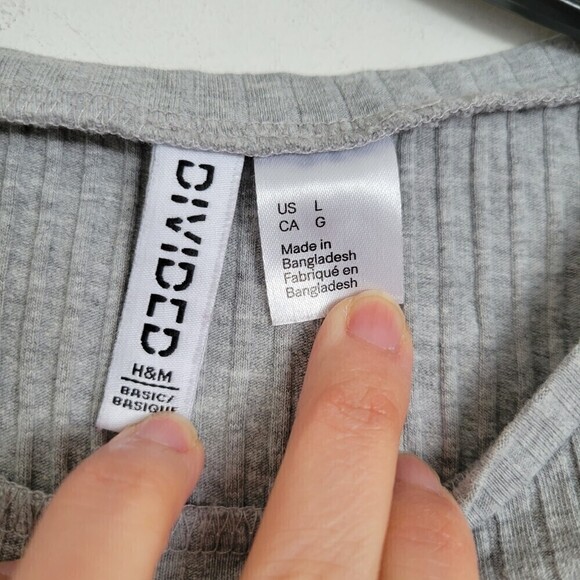 DIVIDED
H&M
BASIC/
BASIQUE
US L
CA G
Made in
Bangladesh
Fabriqué en
Bangladesh